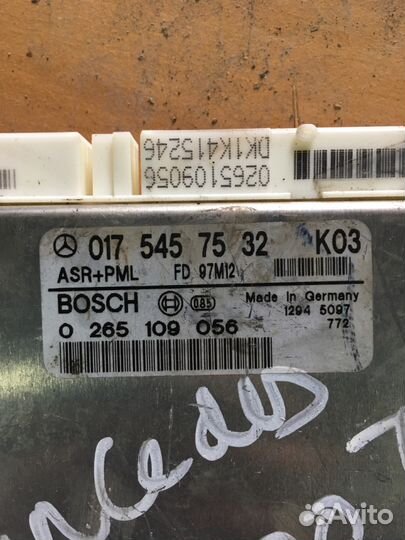 0265109056
DK1K415246
017 545 75 32 K03
ASR+PML FD 97M12
BOSCH 085 Made in Germany
1294 5097
0 265 109 056 772
Avito